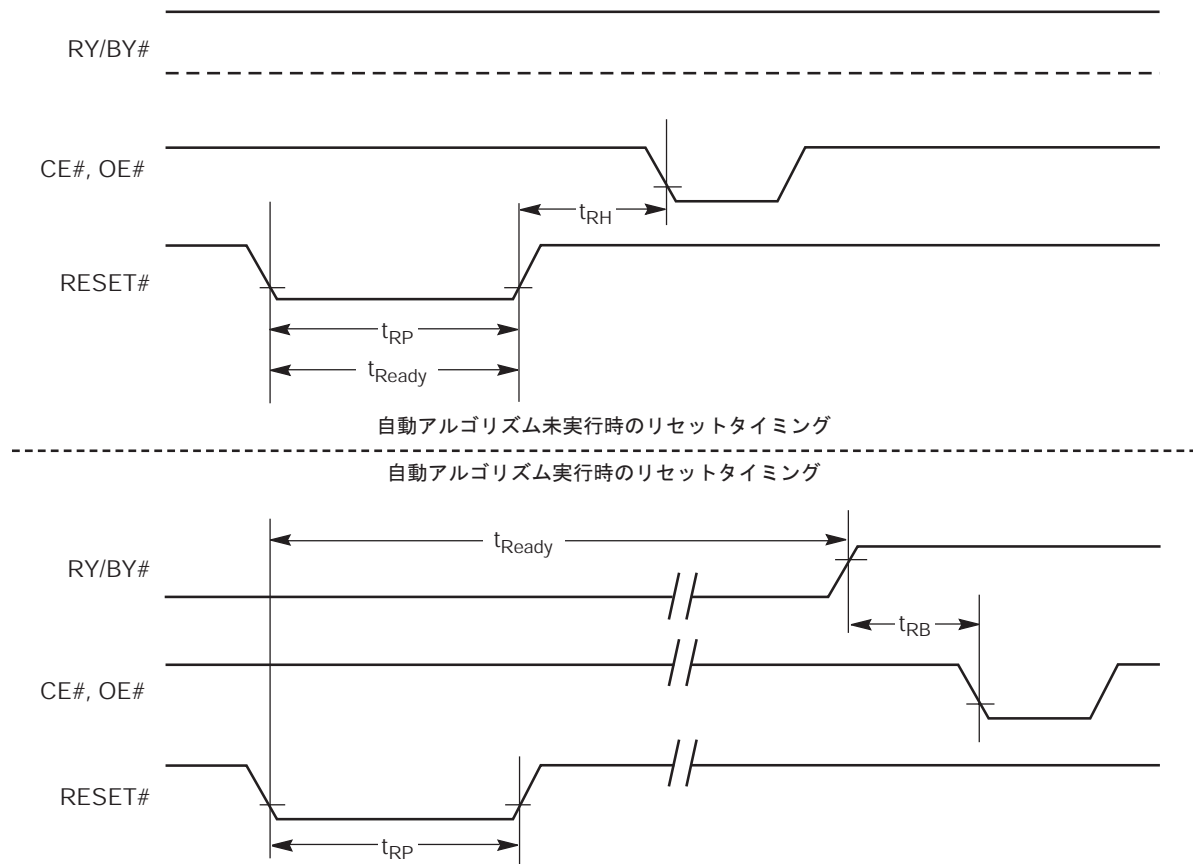 RY/BY#
CE#, OE#
tRH
RESET#
tRP
tReady
自動アルゴリズム未実行時のリセットタイミング
自動アルゴリズム実行時のリセットタイミング
tReady
RY/BY#
tRB
CE#, OE#
RESET#
tRP